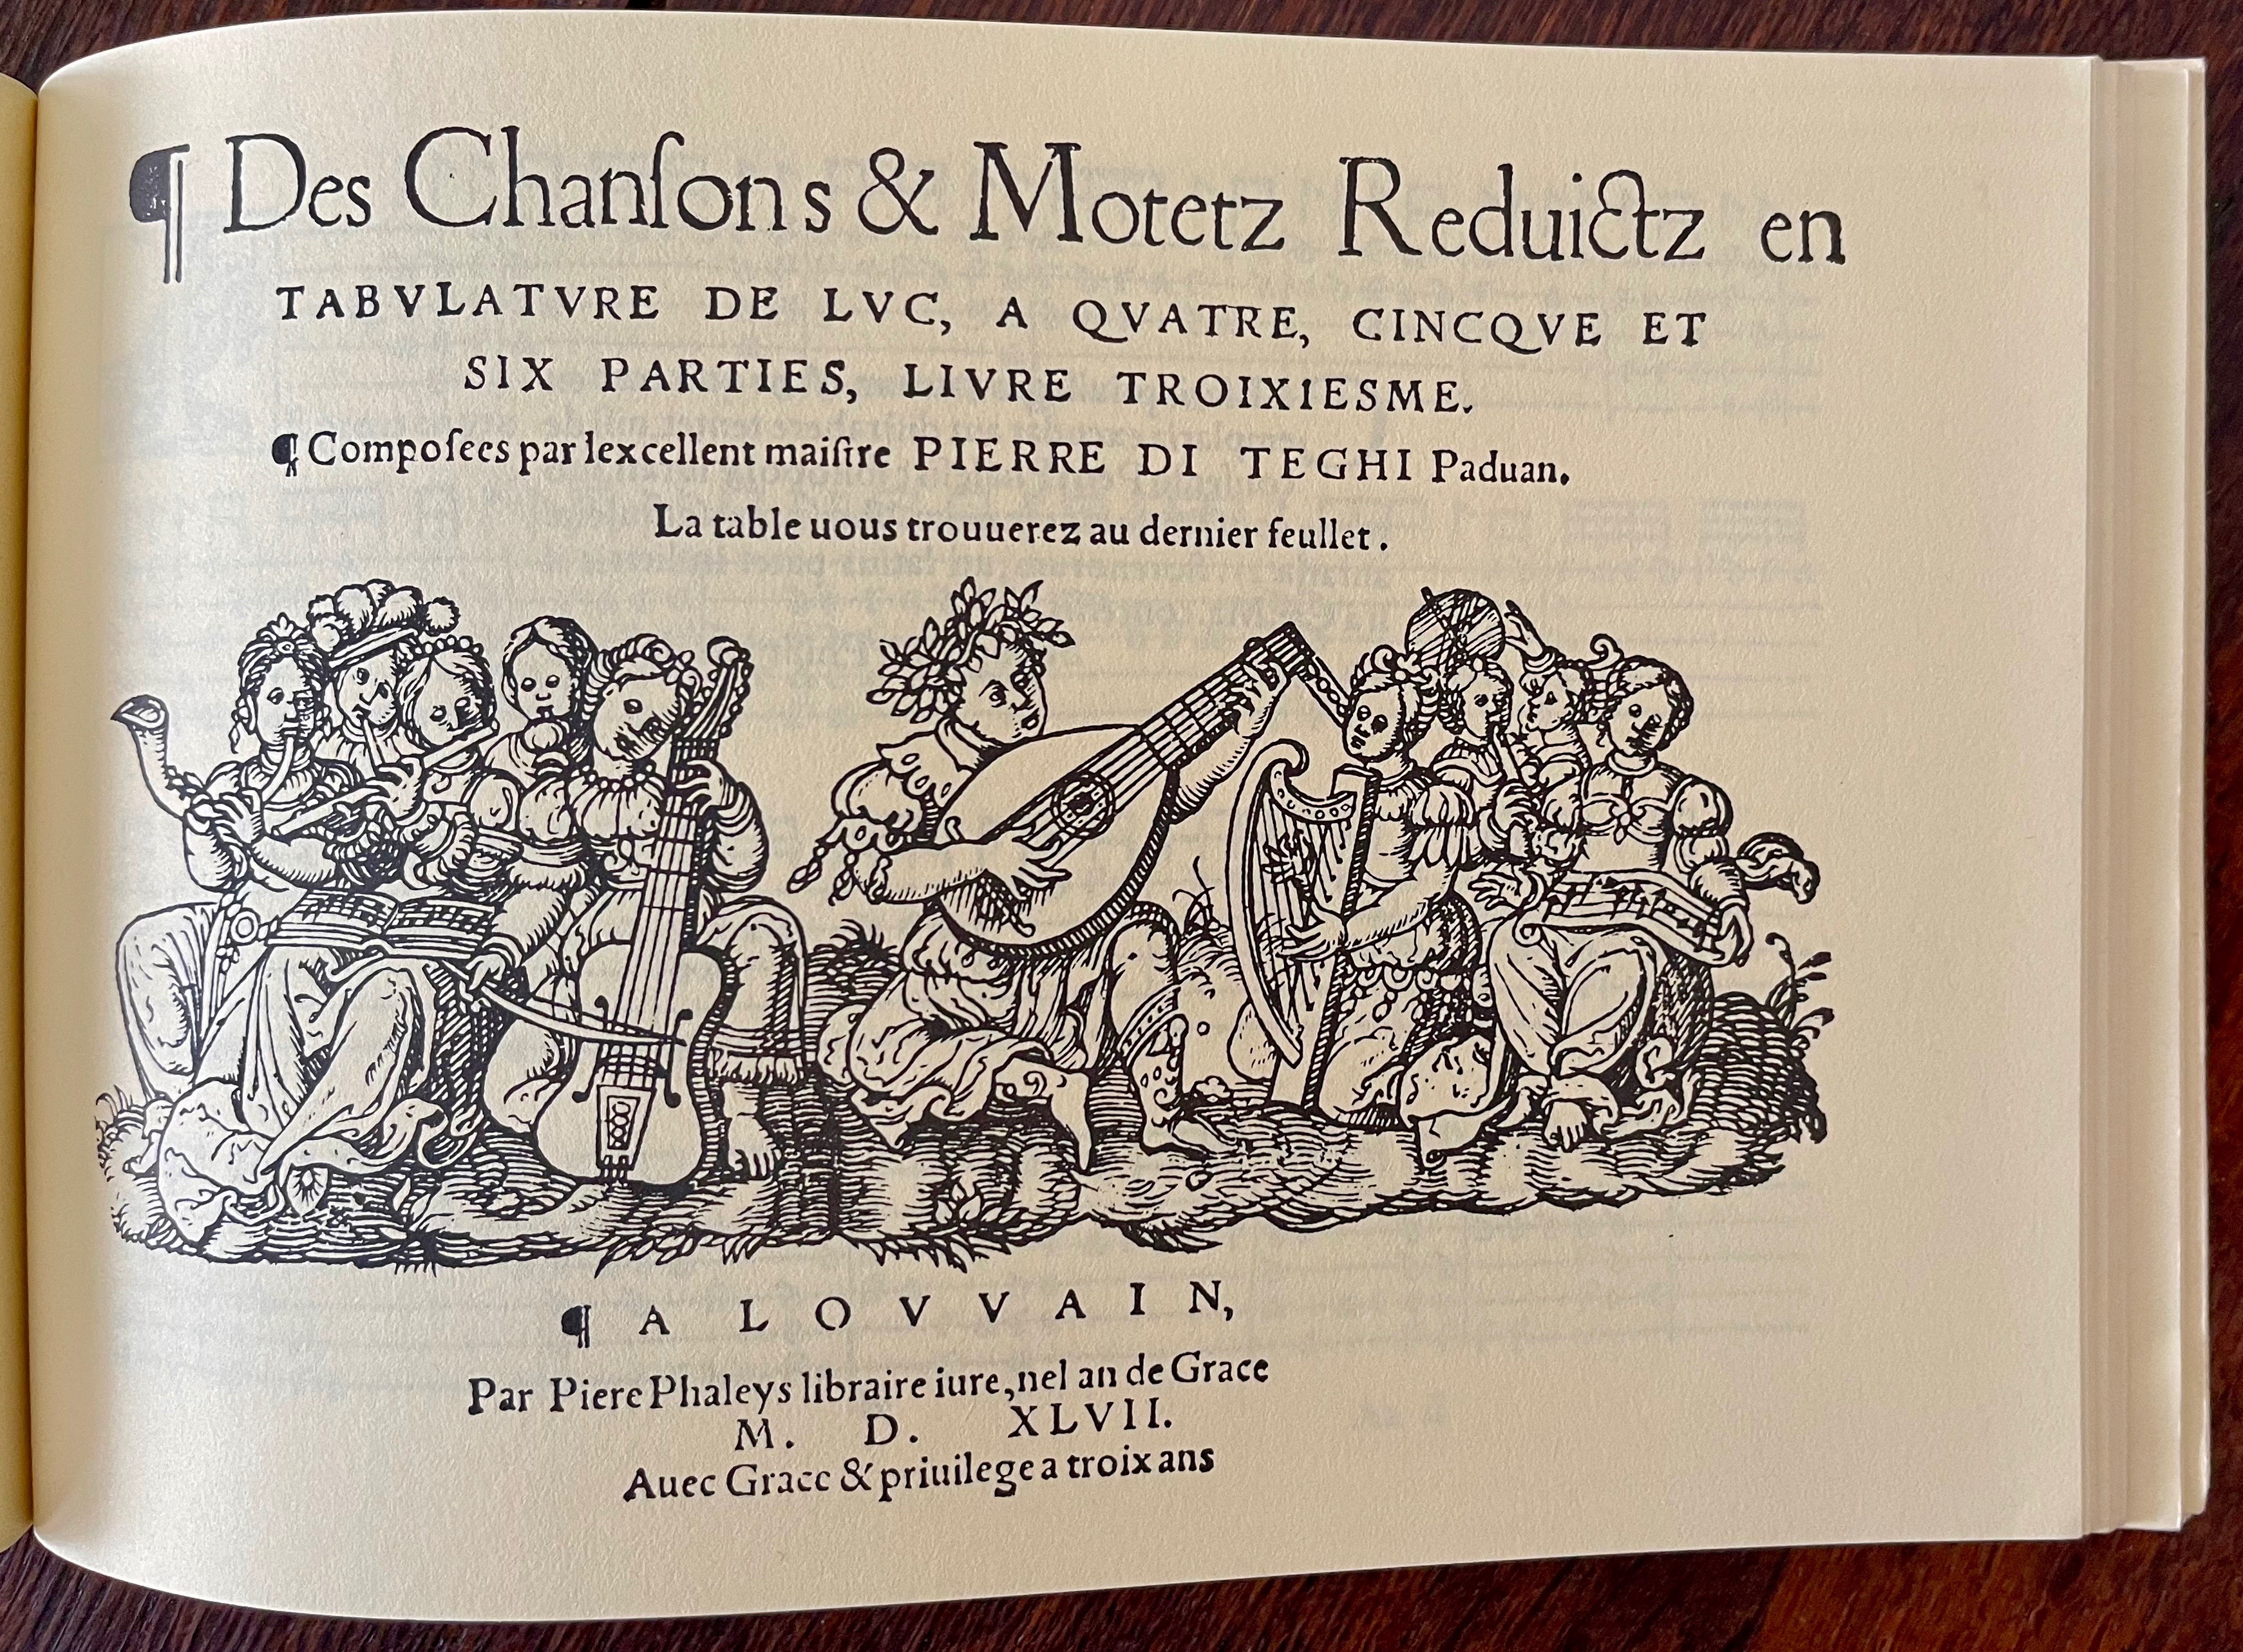 ¶ Des Chanſons & Motetz Reduictz en
TABVLATVRE DE LVC, A QVATRE, CINCQVE ET
SIX PARTIES, LIVRE TROIXIESME.
¶ Compoſees par lexcellent maiſtre PIERRE DI TEGHI Paduan.
La table uous trouuerez au dernier feullet.
¶ A LOVVAIN,
Par Piere Phaleys libraire iure, nel an de Grace
M. D. XLVII.
Auec Grace & priuilege a troix ans